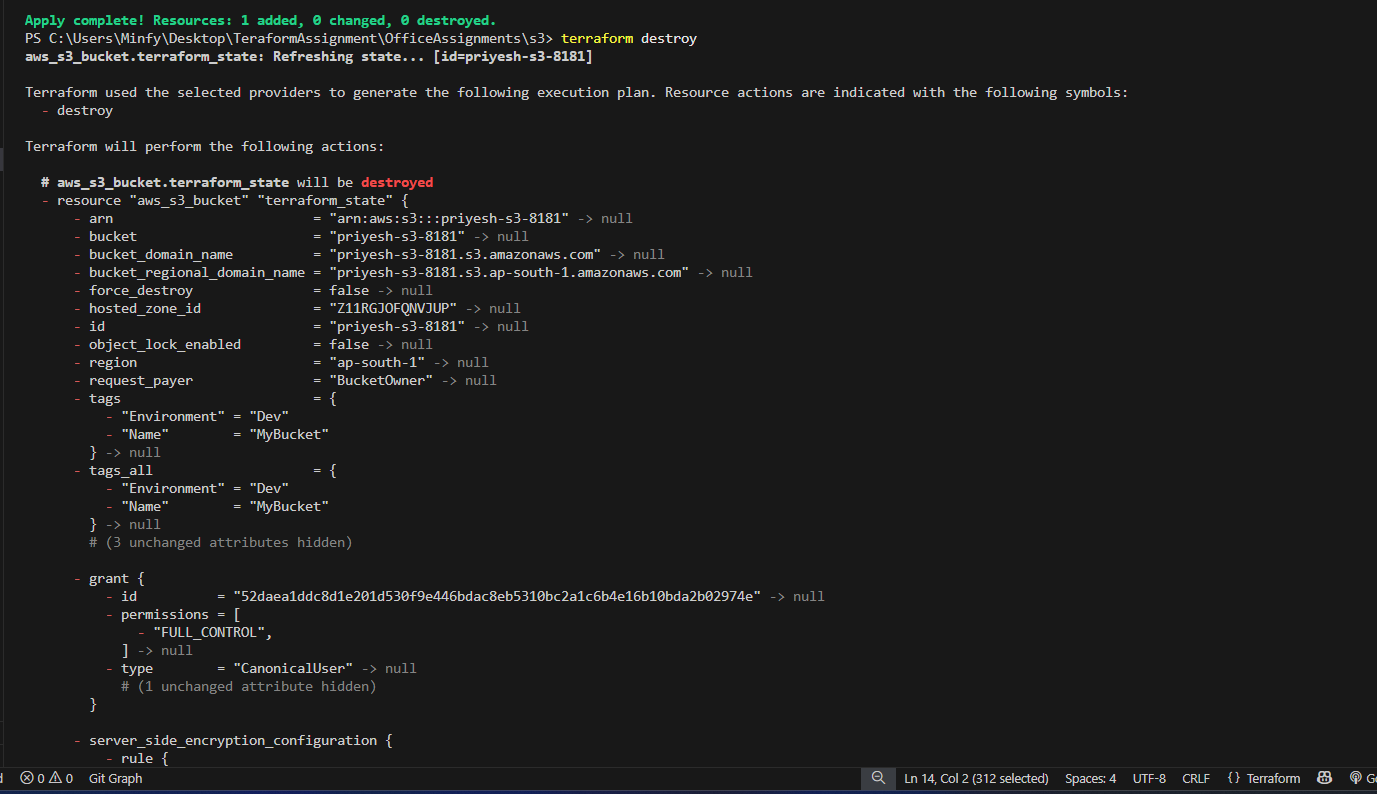 Apply complete! Resources: 1 added, 0 changed, 0 destroyed.
PS C:\Users\Minfy\Desktop\TeraformAssignment\OfficeAssignments\s3> terraform destroy
aws_s3_bucket.terraform_state: Refreshing state... [id=priyesh-s3-8181]
Terraform used the selected providers to generate the following execution plan. Resource actions are indicated with the following symbols:
  - destroy
Terraform will perform the following actions:
  # aws_s3_bucket.terraform_state will be destroyed
  - resource "aws_s3_bucket" "terraform_state" {
      - arn                         = "arn:aws:s3:::priyesh-s3-8181" -> null
      - bucket                      = "priyesh-s3-8181" -> null
      - bucket_domain_name          = "priyesh-s3-8181.s3.amazonaws.com" -> null
      - bucket_regional_domain_name = "priyesh-s3-8181.s3.ap-south-1.amazonaws.com" -> null
      - force_destroy               = false -> null
      - hosted_zone_id              = "Z11RGJOFQNVJUP" -> null
      - id                          = "priyesh-s3-8181" -> null
      - object_lock_enabled         = false -> null
      - region                      = "ap-south-1" -> null
      - request_payer               = "BucketOwner" -> null
      - tags                        = {
          - "Environment" = "Dev"
          - "Name"        = "MyBucket"
        } -> null
      - tags_all                    = {
          - "Environment" = "Dev"
          - "Name"        = "MyBucket"
        } -> null
        # (3 unchanged attributes hidden)
      - grant {
          - id          = "52daea1ddc8d1e201d530f9e446bdac8eb5310bc2a1c6b4e16b10bda2b02974e" -> null
          - permissions = [
              - "FULL_CONTROL",
            ] -> null
          - type        = "CanonicalUser" -> null
            # (1 unchanged attribute hidden)
        }
      - server_side_encryption_configuration {
          - rule {
0 0 Git Graph Ln 14, Col 2 (312 selected) Spaces: 4 UTF-8 CRLF {} Terraform